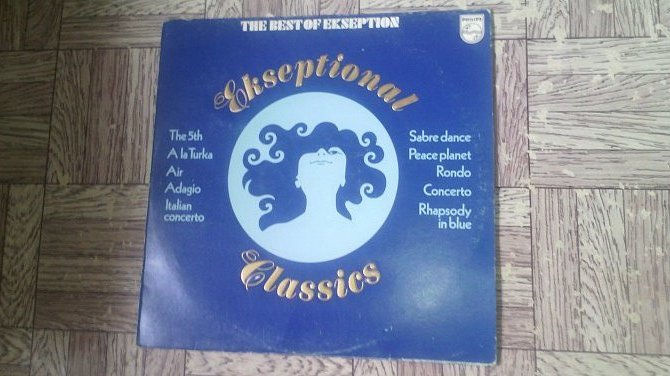 THE BEST OF EKSEPTION
PHILIPS
Ekseptional
The 5th
A la Turka
Air
Adagio
Italian
concerto
Sabre dance
Peace planet
Rondo
Concerto
Rhapsody
in blue
Classics